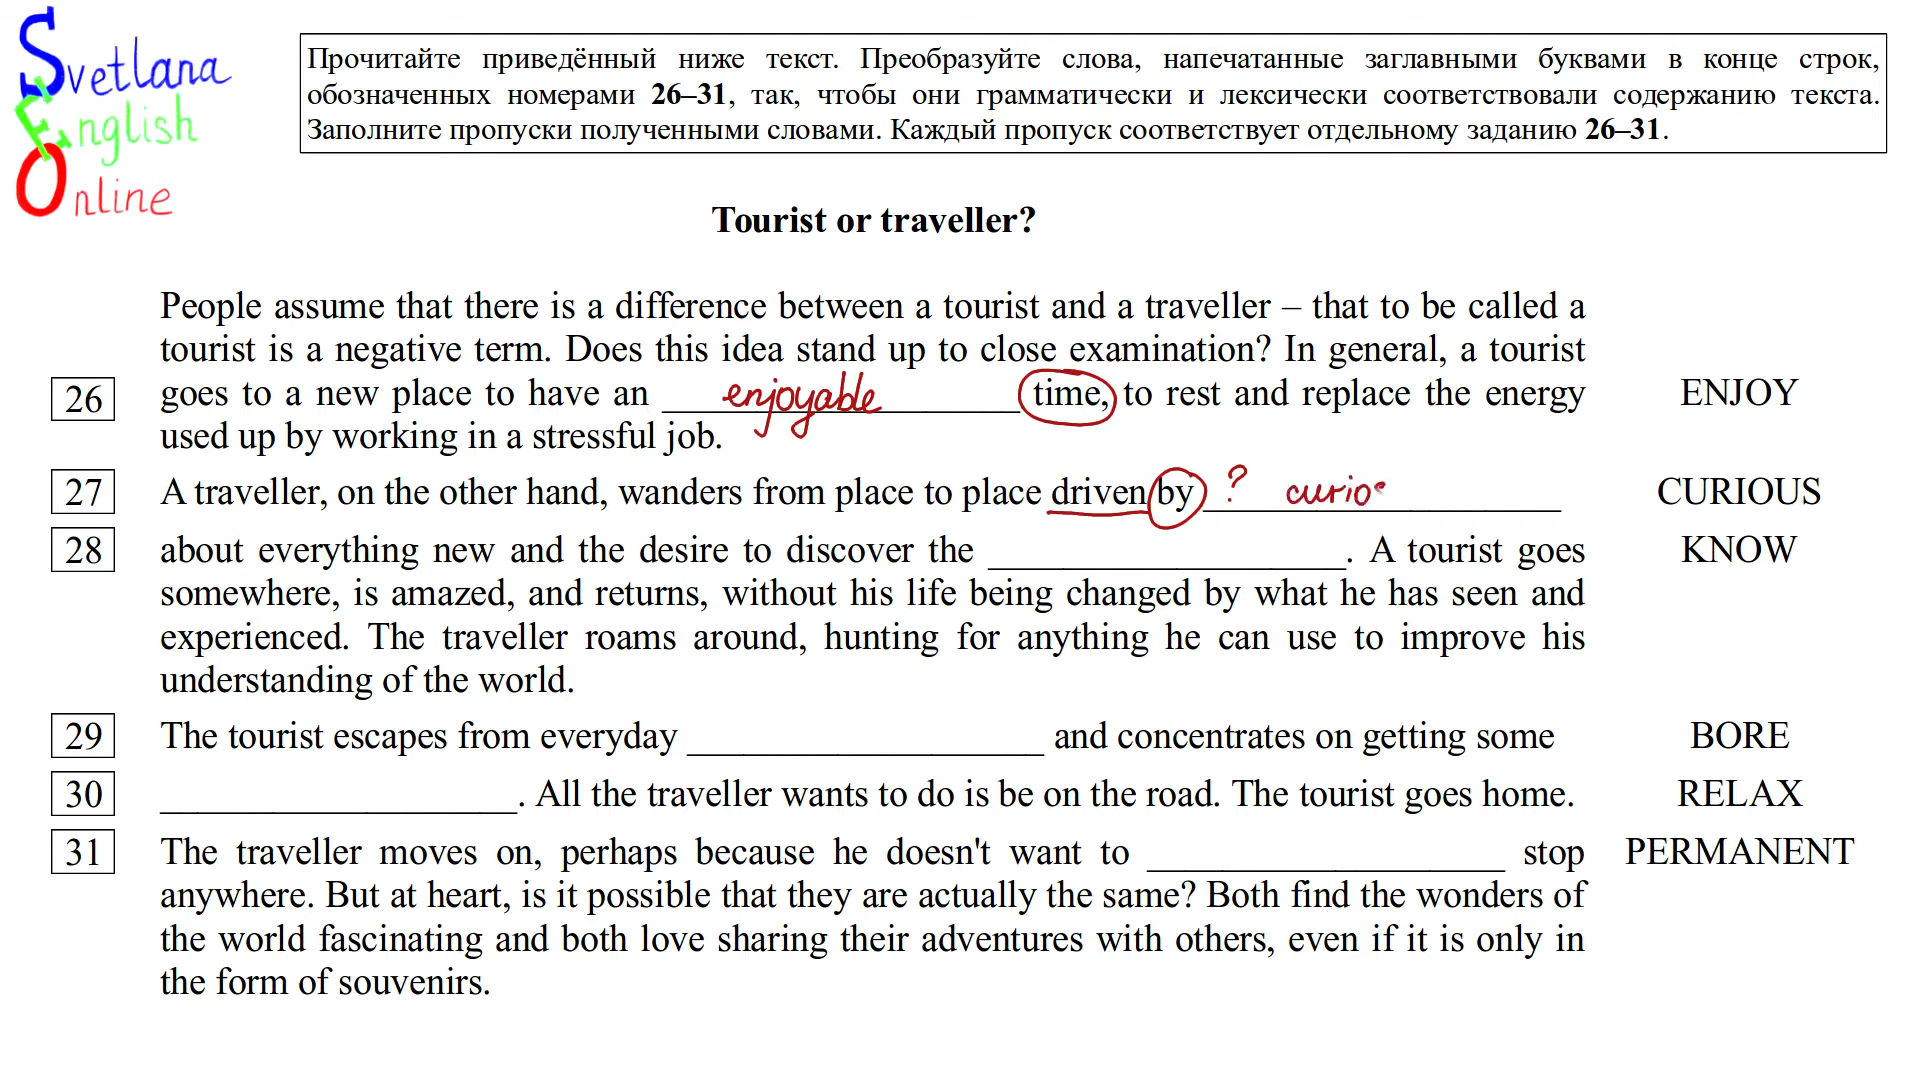 Svetlana
English
Online
Прочитайте приведённый ниже текст. Преобразуйте слова, напечатанные заглавными буквами в конце строк,
обозначенных номерами 26–31, так, чтобы они грамматически и лексически соответствовали содержанию текста.
Заполните пропуски полученными словами. Каждый пропуск соответствует отдельному заданию 26–31.
Tourist or traveller?
People assume that there is a difference between a tourist and a traveller – that to be called a
tourist is a negative term. Does this idea stand up to close examination? In general, a tourist
26 goes to a new place to have an enjoyable time, to rest and replace the energy ENJOY
used up by working in a stressful job.
27 A traveller, on the other hand, wanders from place to place driven by ? curios CURIOUS
28 about everything new and the desire to discover the ___________________. A tourist goes KNOW
somewhere, is amazed, and returns, without his life being changed by what he has seen and
experienced. The traveller roams around, hunting for anything he can use to improve his
understanding of the world.
29 The tourist escapes from everyday ___________________ and concentrates on getting some BORE
30 ___________________. All the traveller wants to do is be on the road. The tourist goes home. RELAX
31 The traveller moves on, perhaps because he doesn't want to ___________________ stop PERMANENT
anywhere. But at heart, is it possible that they are actually the same? Both find the wonders of
the world fascinating and both love sharing their adventures with others, even if it is only in
the form of souvenirs.